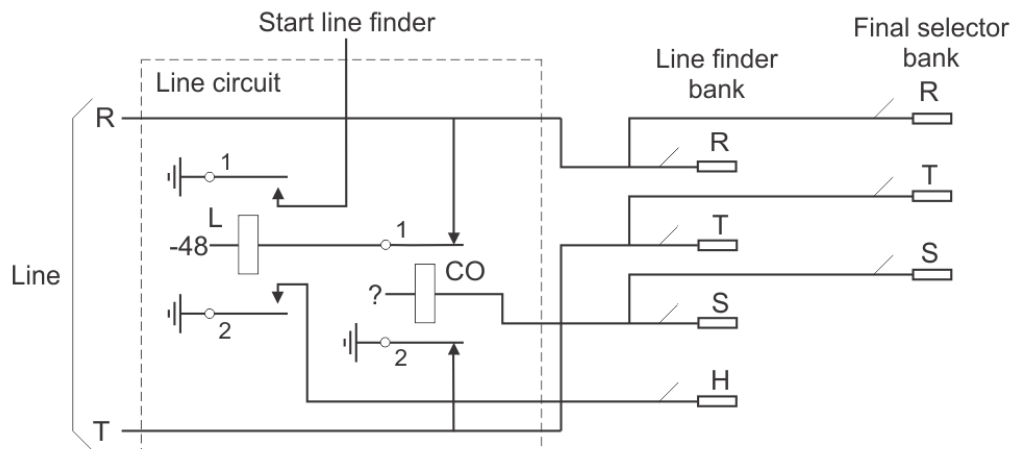 Start line finder
Final selector
bank
Line circuit
Line finder
bank
R
R
R
1
T
L
-48
1
T
CO
S
Line
?
S
2
2
H
T